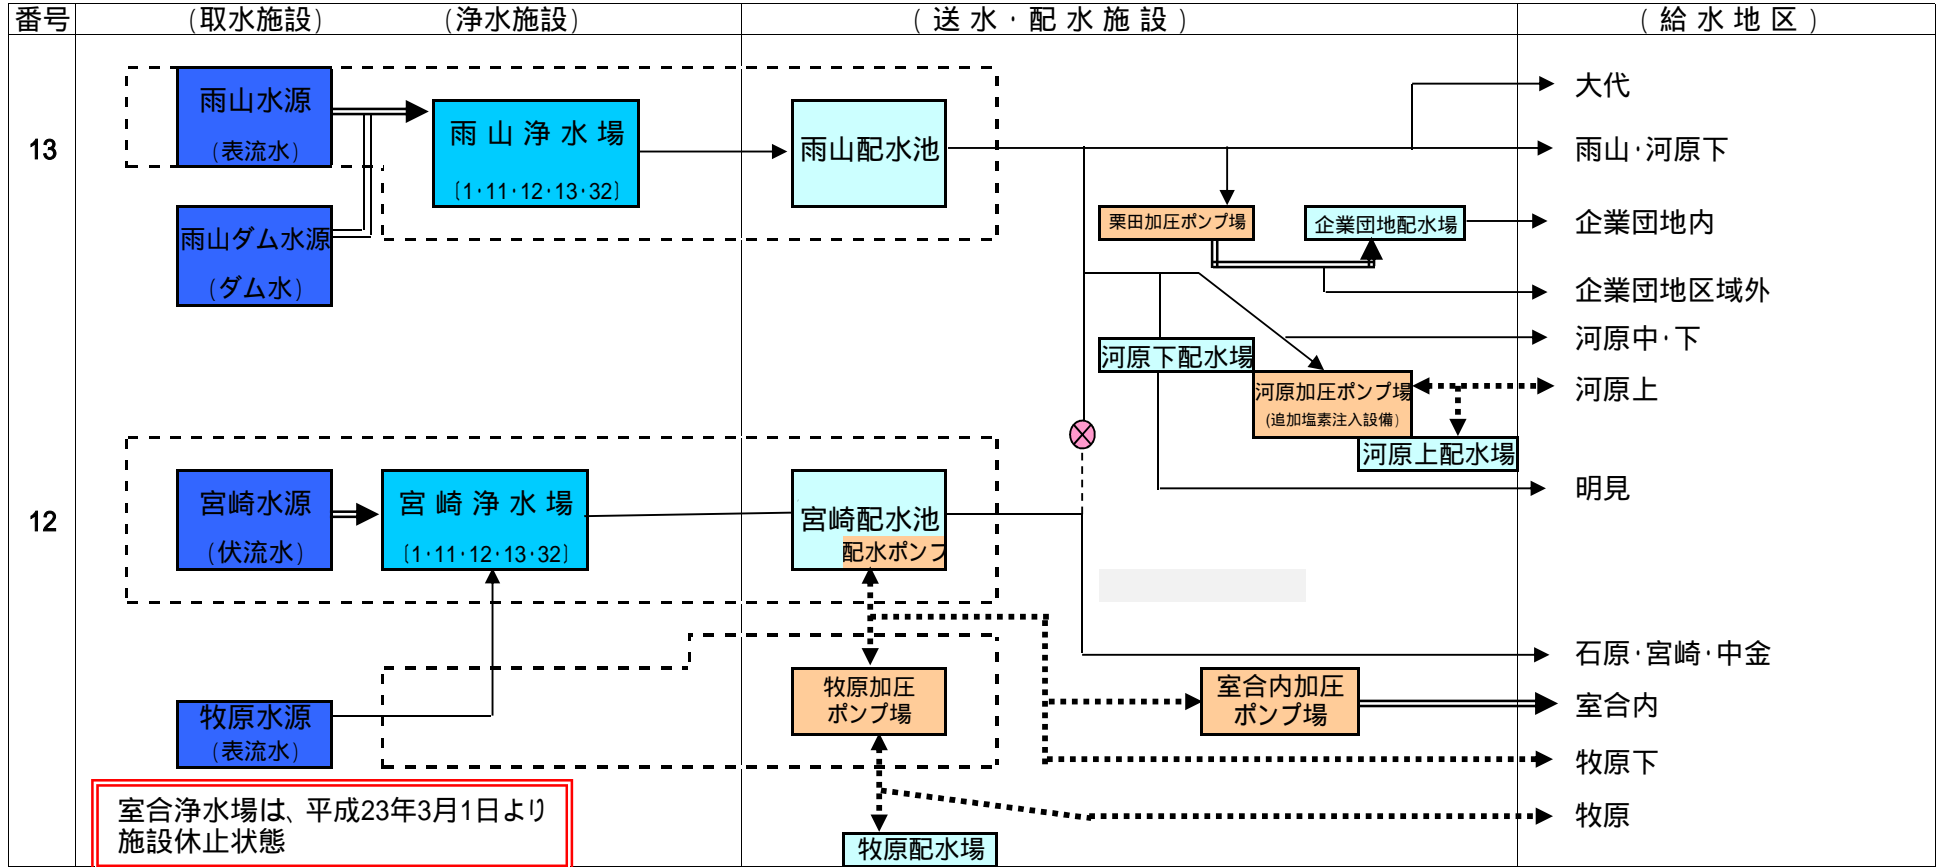 番号 (取水施設) (浄水施設) (送水・配水施設) (給水地区)
13
雨山水源
(表流水)
雨山ダム水源
(ダム水)
雨山浄水場
〔1・11・12・13・32〕
雨山配水池
栗田加圧ポンプ場
企業団地配水場
河原下配水場
河原加圧ポンプ場
(追加塩素注入設備)
河原上配水場
大代
雨山・河原下
企業団地内
企業団地区域外
河原中・下
河原上
明見
12
宮崎水源
(伏流水)
宮崎浄水場
〔1・11・12・13・32〕
宮崎配水池
配水ポンプ
牧原水源
(表流水)
牧原加圧
ポンプ場
室合内加圧
ポンプ場
牧原配水場
石原・宮崎・中金
室合内
牧原下
牧原
室合浄水場は、平成23年3月1日より
施設休止状態